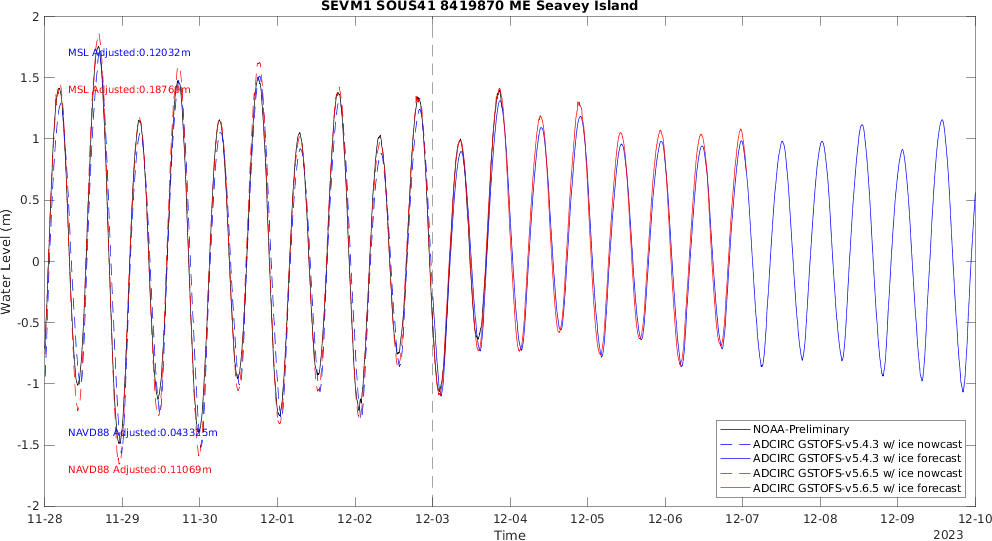 SEVM1 SOUS41 8419870 ME Seavey Island
2
1.5
1
0.5
0
-0.5
-1
-1.5
-2
Water Level (m)
MSL Adjusted:0.12032m
MSL Adjusted:0.18769m
NAVD88 Adjusted:0.043325m
NAVD88 Adjusted:0.11069m
NOAA-Preliminary
ADCIRC GSTOFS-v5.4.3 w/ ice nowcast
ADCIRC GSTOFS-v5.4.3 w/ ice forecast
ADCIRC GSTOFS-v5.6.5 w/ ice nowcast
ADCIRC GSTOFS-v5.6.5 w/ ice forecast
11-28 11-29 11-30 12-01 12-02 12-03 12-04 12-05 12-06 12-07 12-08 12-09 12-10
Time
2023